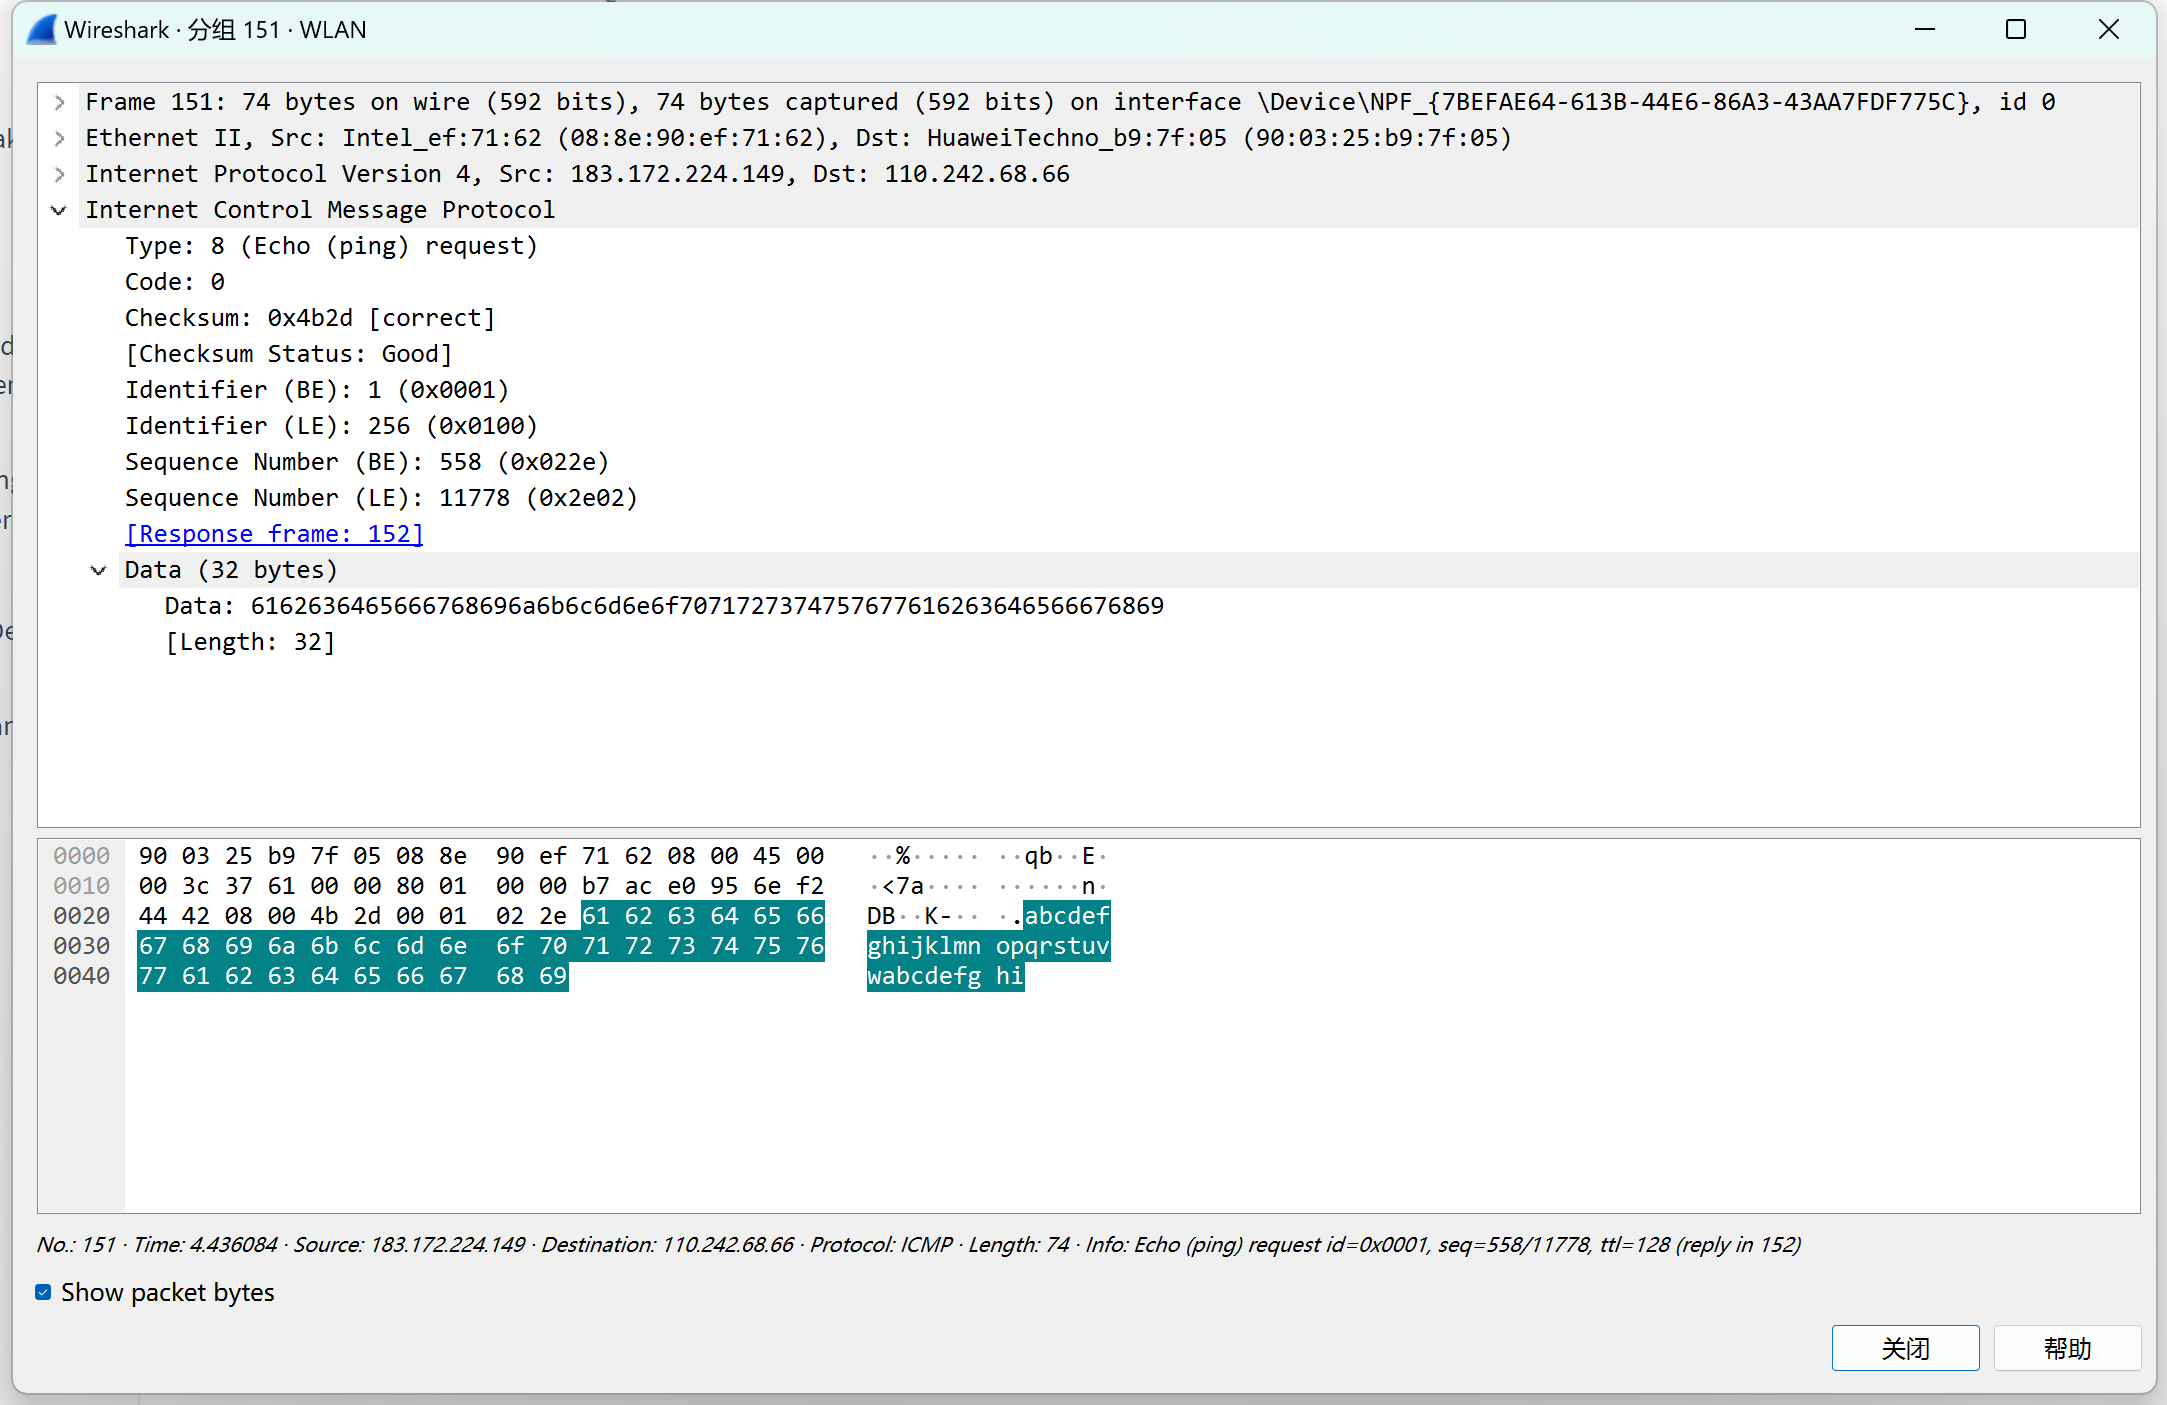 Wireshark · 分组 151 · WLAN
Frame 151: 74 bytes on wire (592 bits), 74 bytes captured (592 bits) on interface \Device\NPF_{7BEFAE64-613B-44E6-86A3-43AA7FDF775C}, id 0
Ethernet II, Src: Intel_ef:71:62 (08:8e:90:ef:71:62), Dst: HuaweiTechno_b9:7f:05 (90:03:25:b9:7f:05)
Internet Protocol Version 4, Src: 183.172.224.149, Dst: 110.242.68.66
Internet Control Message Protocol
Type: 8 (Echo (ping) request)
Code: 0
Checksum: 0x4b2d [correct]
[Checksum Status: Good]
Identifier (BE): 1 (0x0001)
Identifier (LE): 256 (0x0100)
Sequence Number (BE): 558 (0x022e)
Sequence Number (LE): 11778 (0x2e02)
[Response frame: 152]
Data (32 bytes)
Data: 6162636465666768696a6b6c6d6e6f7071727374757677616263646566676869
[Length: 32]
0000 90 03 25 b9 7f 05 08 8e 90 ef 71 62 08 00 45 00 ··%····· ··qb··E·
0010 00 3c 37 61 00 00 80 01 00 00 b7 ac e0 95 6e f2 ·<7a···· ······n·
0020 44 42 08 00 4b 2d 00 01 02 2e 61 62 63 64 65 66 DB··K-·· ·.abcdef
0030 67 68 69 6a 6b 6c 6d 6e 6f 70 71 72 73 74 75 76 ghijklmn opqrstuv
0040 77 61 62 63 64 65 66 67 68 69 wabcdefg hi
No.: 151 · Time: 4.436084 · Source: 183.172.224.149 · Destination: 110.242.68.66 · Protocol: ICMP · Length: 74 · Info: Echo (ping) request id=0x0001, seq=558/11778, ttl=128 (reply in 152)
Show packet bytes
关闭 帮助